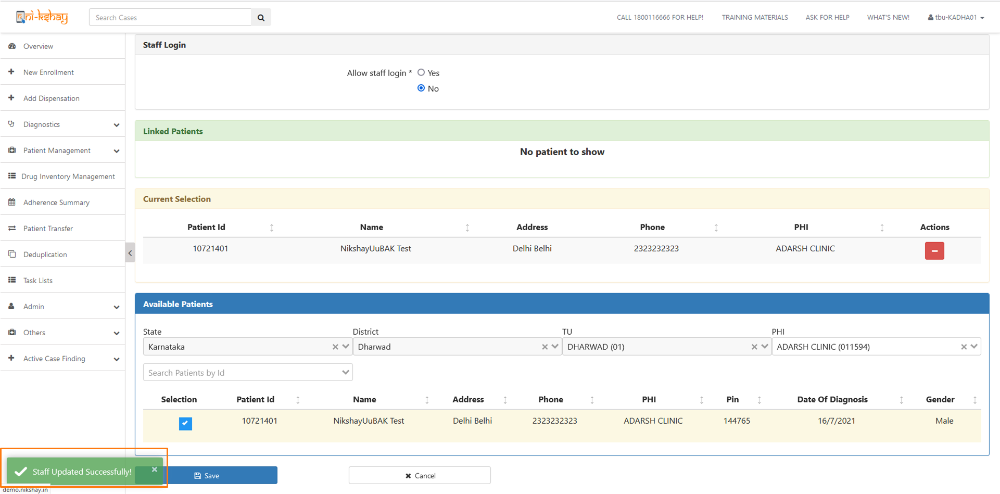 ni-kshay
Search Cases
CALL 1800116666 FOR HELP!
TRAINING MATERIALS
ASK FOR HELP
WHAT'S NEW!
tbu-KADHA01
Overview
New Enrollment
Add Dispensation
Diagnostics
Patient Management
Drug Inventory Management
Adherence Summary
Patient Transfer
Deduplication
Task Lists
Admin
Others
Active Case Finding
Staff Login
Allow staff login * Yes
No
Linked Patients
No patient to show
Current Selection
Patient Id Name Address Phone PHI Actions
10721401 NikshayUuBAK Test Delhi Belhi 2323232323 ADARSH CLINIC
Available Patients
State District TU PHI
Karnataka Dharwad DHARWAD (01) ADARSH CLINIC (011594)
Search Patients by Id
Selection Patient Id Name Address Phone PHI Pin Date Of Diagnosis Gender
10721401 NikshayUuBAK Test Delhi Belhi 2323232323 ADARSH CLINIC 144765 16/7/2021 Male
Staff Updated Successfully! ×
Save
Cancel
demo.nikshay.in